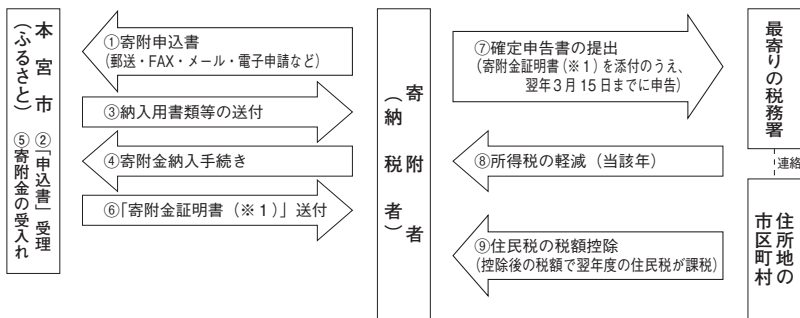 本宮市
(ふるさと)
②「申込書」受理
⑤寄附金の受入れ
①寄附申込書
(郵送・FAX・メール・電子申請など)
③納入用書類等の送付
④寄附金納入手続き
⑥「寄附金証明書(※1)」送付
寄附者
(納税者)
⑦確定申告書の提出
(寄附金証明書(※1)を添付のうえ、
翌年3月15日までに申告)
⑧所得税の軽減(当該年)
⑨住民税の税額控除
(控除後の税額で翌年度の住民税が課税)
最寄りの税務署
連絡
住所地の
市区町村